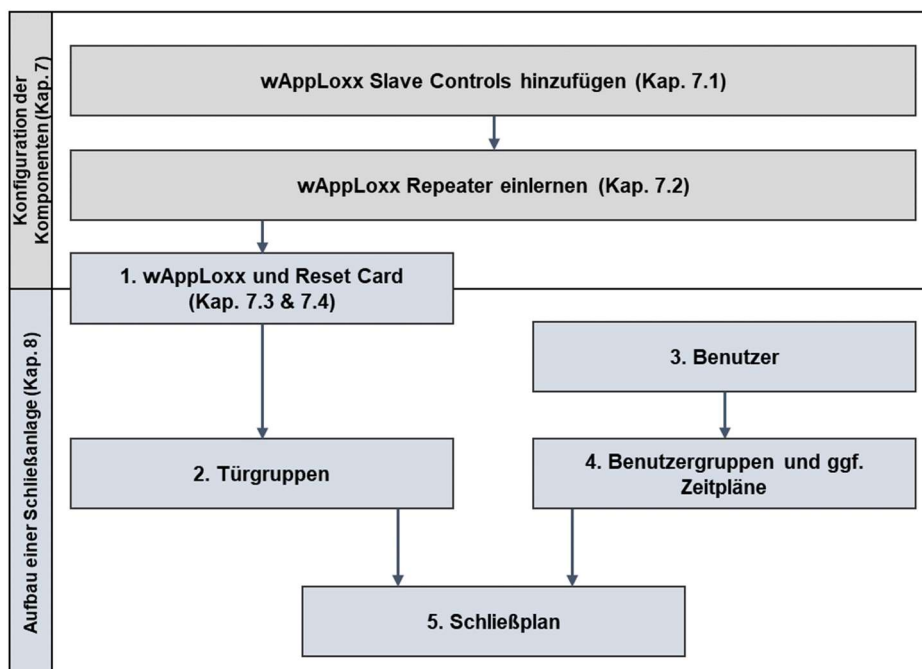 Konfiguration der
Komponenten (Kap. 7)
wAppLoxx Slave Controls hinzufügen (Kap. 7.1)
wAppLoxx Repeater einlernen (Kap. 7.2)
1. wAppLoxx und Reset Card
(Kap. 7.3 & 7.4)
Aufbau einer Schließanlage (Kap. 8)
3. Benutzer
2. Türgruppen
4. Benutzergruppen und ggf.
Zeitpläne
5. Schließplan